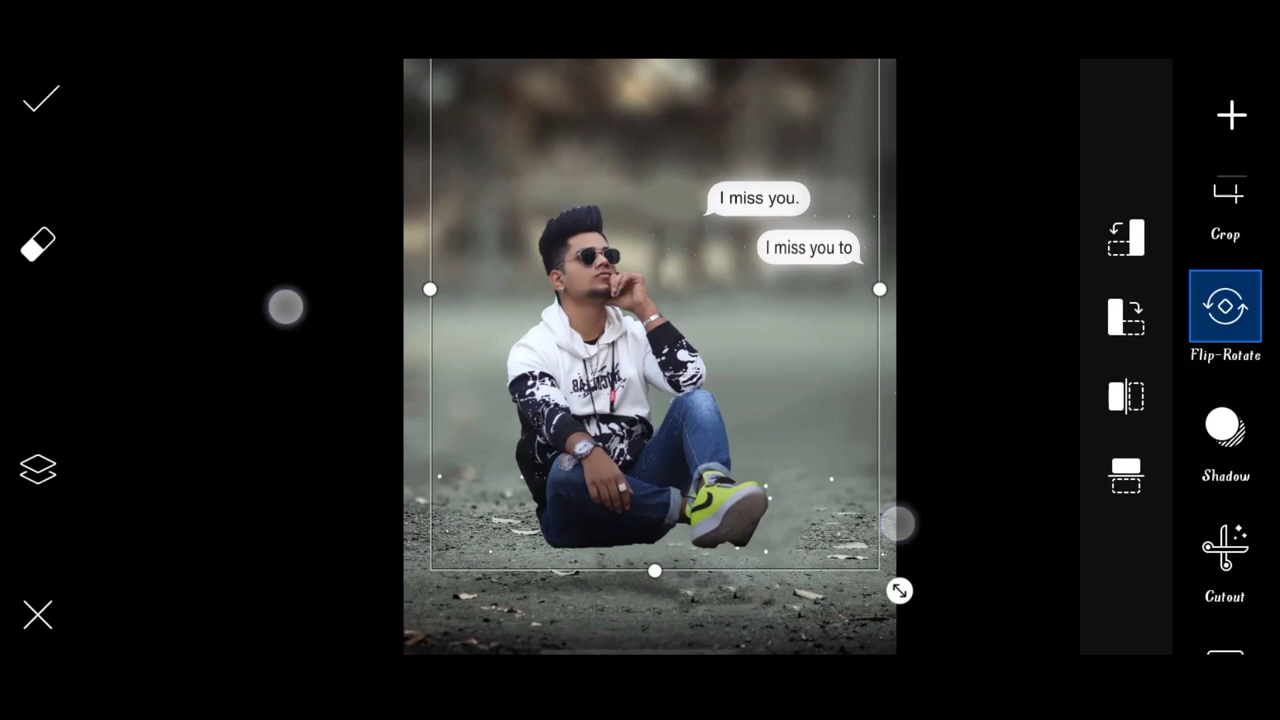 I miss you.
I miss you to
Crop
Flip-Rotate
Shadow
Cutout